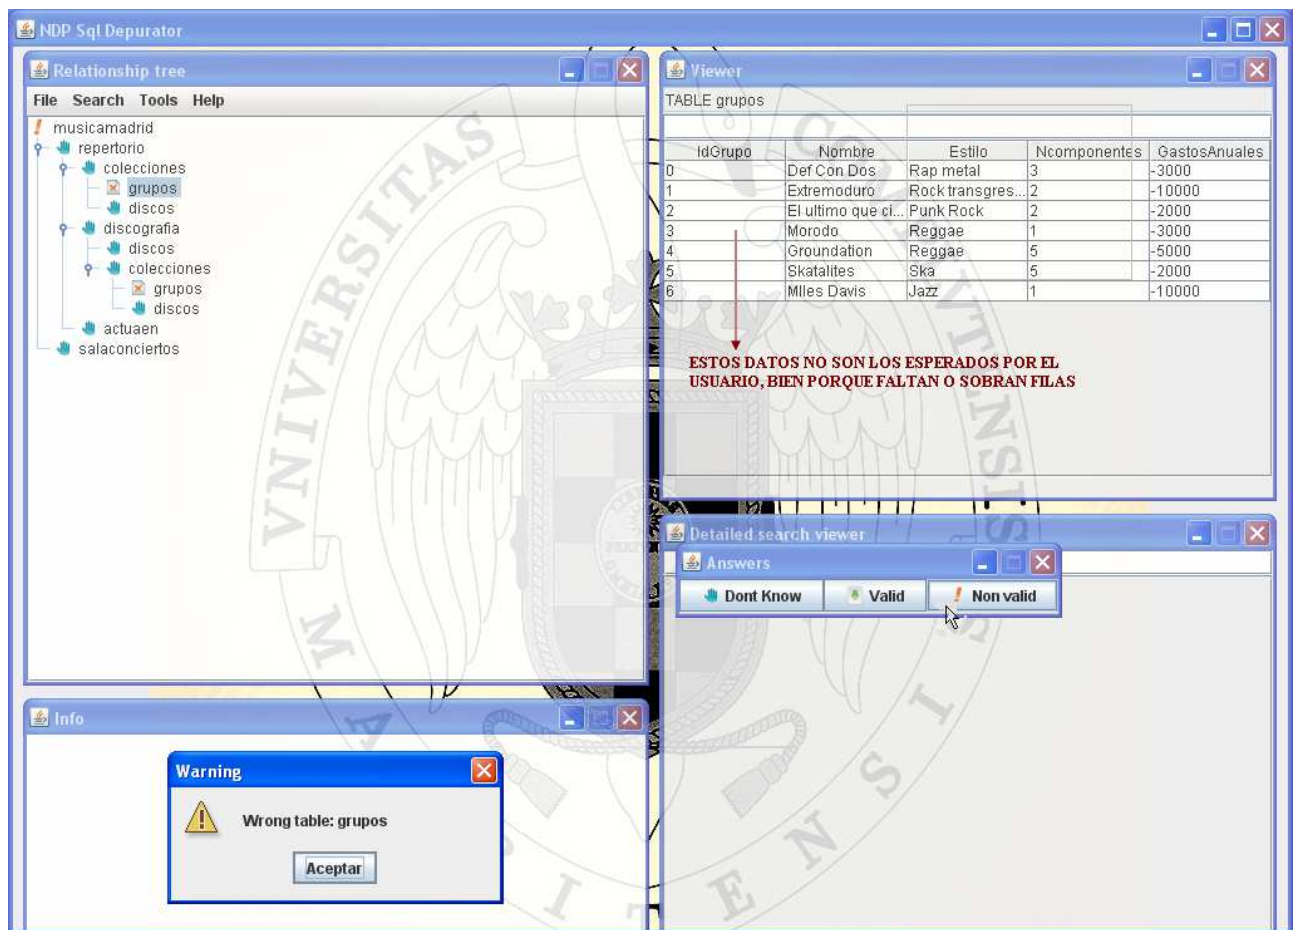 NDP Sql Depurator
Relationship tree
File Search Tools Help
musicamadrid
repertorio
colecciones
grupos
discos
discografia
discos
colecciones
grupos
discos
actuaen
salaconciertos
Viewer
TABLE grupos
IdGrupo Nombre Estilo Ncomponentes GastosAnuales
0 Def Con Dos Rap metal 3 -3000
1 Extremoduro Rock transgres... 2 -10000
2 El ultimo que ci... Punk Rock 2 -2000
3 Morodo Reggae 1 -3000
4 Groundation Reggae 5 -5000
5 Skatalites Ska 5 -2000
6 MIles Davis Jazz 1 -10000
ESTOS DATOS NO SON LOS ESPERADOS POR EL
USUARIO, BIEN PORQUE FALTAN O SOBRAN FILAS
Detailed search viewer
Answers
Dont Know Valid Non valid
Info
Warning
Wrong table: grupos
Aceptar